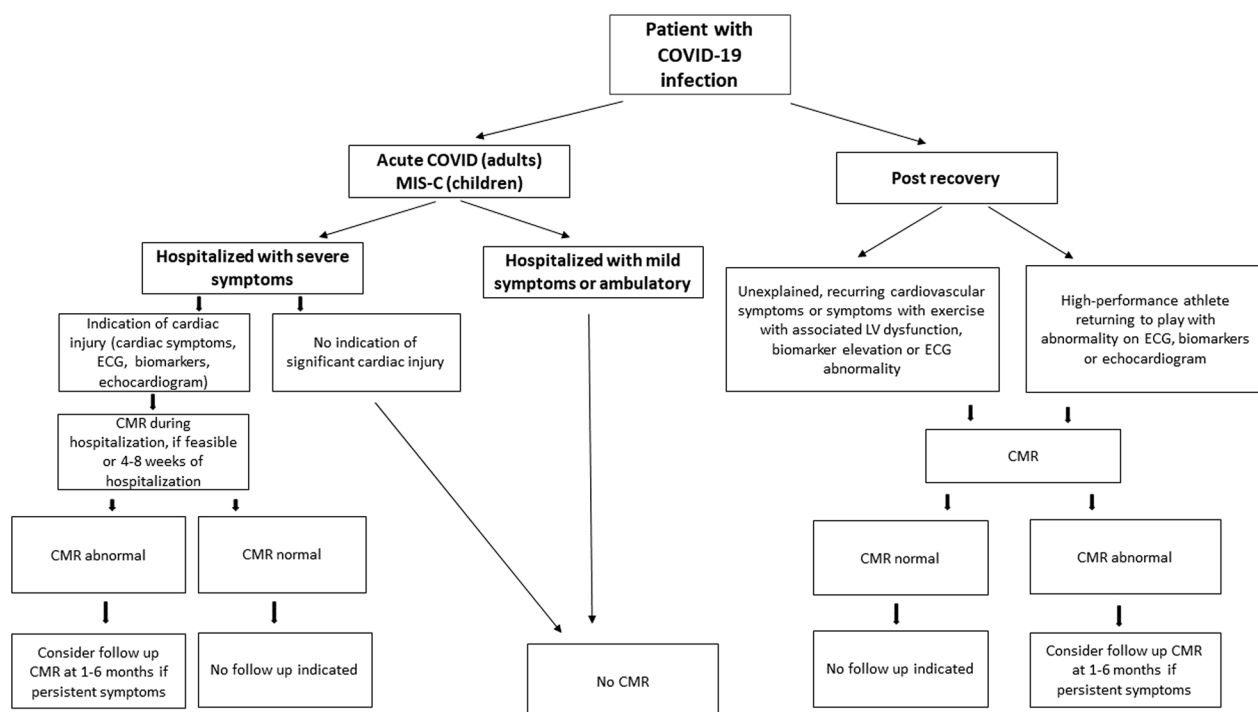 Patient with
COVID-19
infection
Acute COVID (adults)
MIS-C (children)
Post recovery
Hospitalized with severe
symptoms
Hospitalized with mild
symptoms or ambulatory
Unexplained, recurring cardiovascular
symptoms or symptoms with exercise
with associated LV dysfunction,
biomarker elevation or ECG
abnormality
High-performance athlete
returning to play with
abnormality on ECG, biomarkers
or echocardiogram
Indication of cardiac
injury (cardiac symptoms,
ECG, biomarkers,
echocardiogram)
No indication of
significant cardiac injury
CMR during
hospitalization, if feasible
or 4-8 weeks of
hospitalization
CMR
CMR abnormal
CMR normal
CMR normal
CMR abnormal
Consider follow up
CMR at 1-6 months if
persistent symptoms
No follow up indicated
No CMR
No follow up indicated
Consider follow up CMR
at 1-6 months if
persistent symptoms